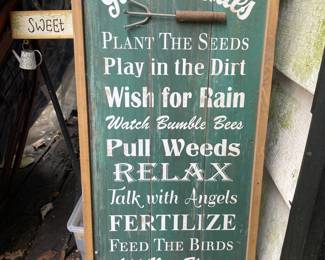 SWEET
PLANT THE SEEDS
Play in the Dirt
Wish for Rain
Watch Bumble Bees
Pull Weeds
RELAX
Talk with Angels
FERTILIZE
FEED THE BIRDS